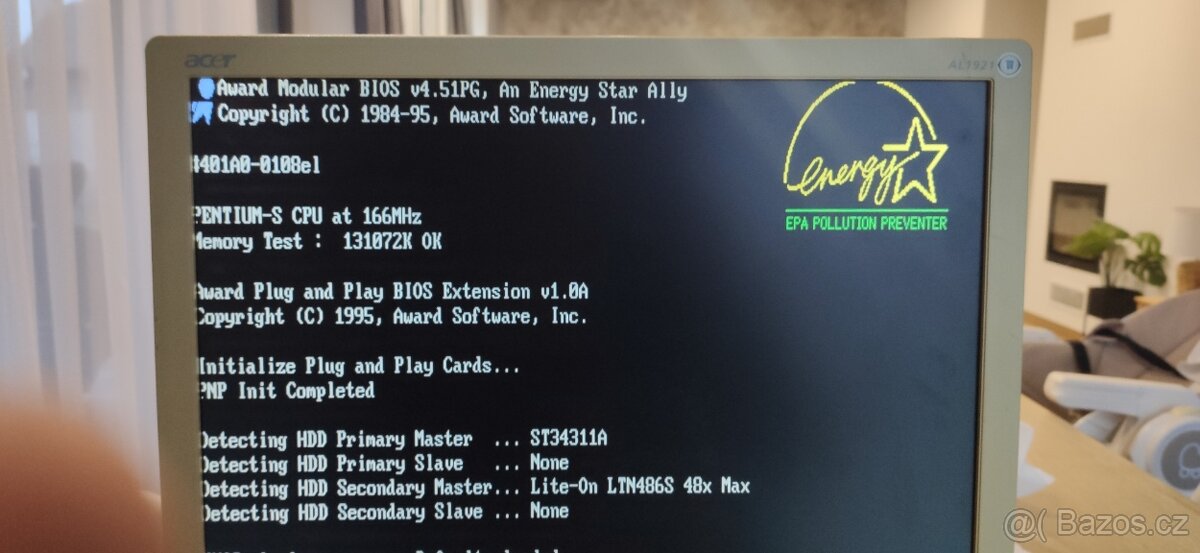 acer
AL1921
Award Modular BIOS v4.51PG, An Energy Star Ally
Copyright (C) 1984-95, Award Software, Inc.
energy
EPA POLLUTION PREVENTER
401A0-0108el
PENTIUM-S CPU at 166MHz
Memory Test : 131072K OK
Award Plug and Play BIOS Extension v1.0A
Copyright (C) 1995, Award Software, Inc.
Initialize Plug and Play Cards...
PNP Init Completed
Detecting HDD Primary Master ... ST34311A
Detecting HDD Primary Slave ... None
Detecting HDD Secondary Master... Lite-On LTN486S 48x Max
Detecting HDD Secondary Slave ... None
@( Bazos.cz